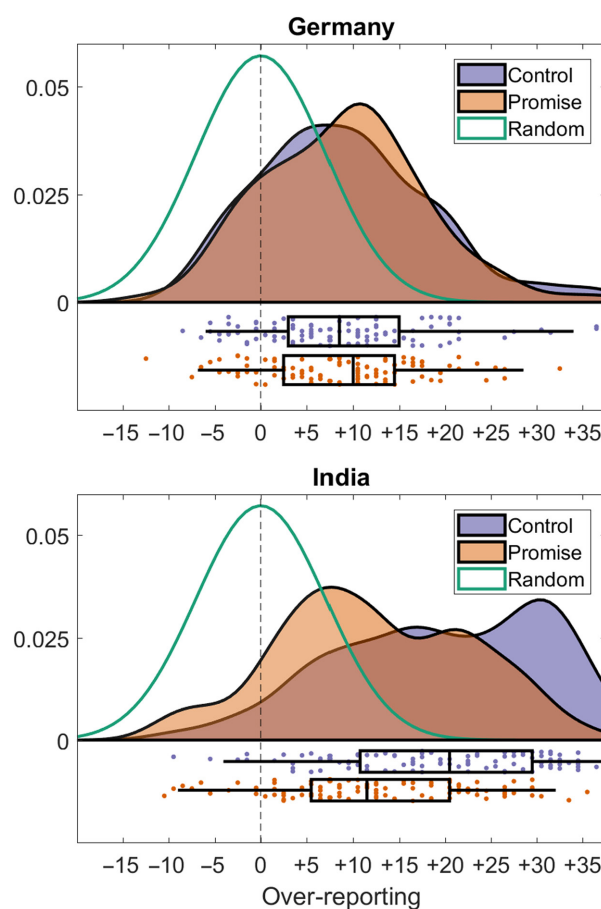 Germany
0.05
0.025
0
Control
Promise
Random
−15 −10 −5 0 +5 +10 +15 +20 +25 +30 +35
India
0.05
0.025
0
Control
Promise
Random
−15 −10 −5 0 +5 +10 +15 +20 +25 +30 +35
Over-reporting